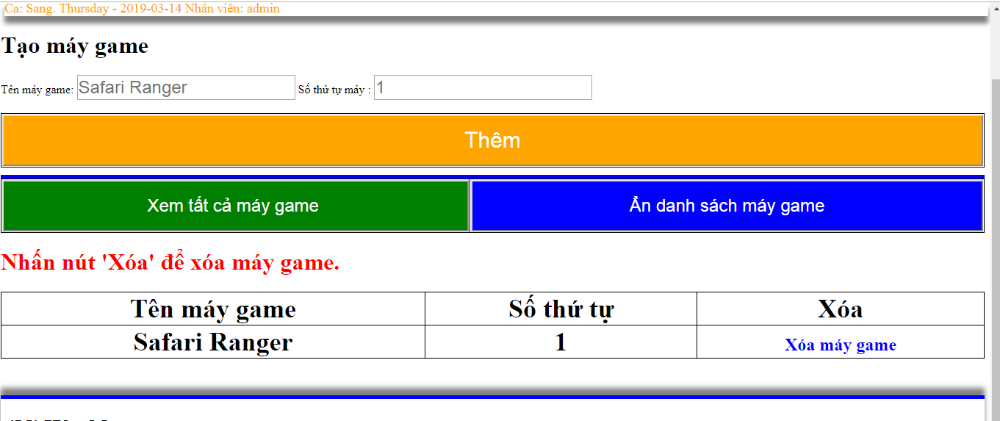 Ca: Sang. Thursday - 2019-03-14 Nhân viên: admin
Tạo máy game
Tên máy game: Safari Ranger Số thứ tự máy : 1
Thêm
Xem tất cả máy game Ẩn danh sách máy game
Nhấn nút 'Xóa' để xóa máy game.
Tên máy game Số thứ tự Xóa
Safari Ranger 1 Xóa máy game